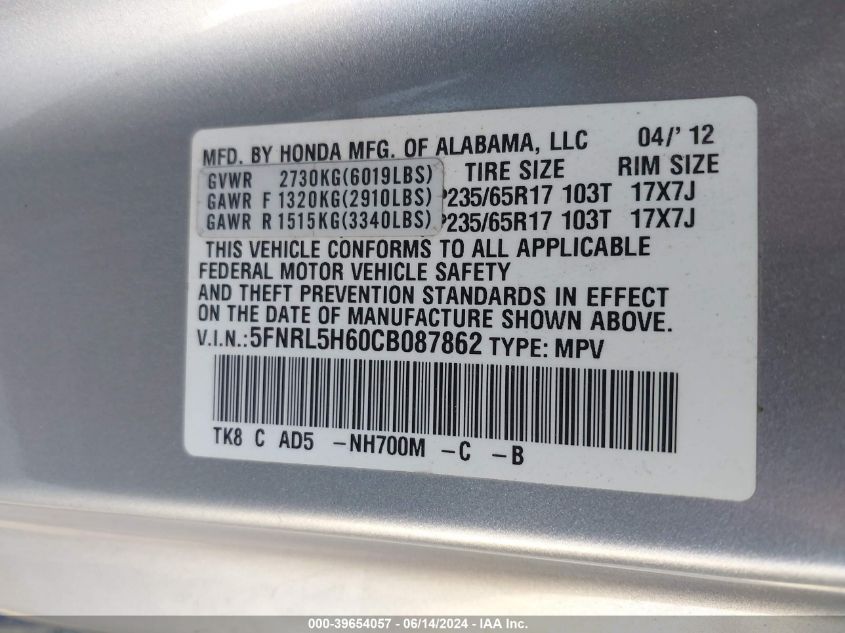 MFD. BY HONDA MFG. OF ALABAMA, LLC 04/' 12
GVWR 2730KG(6019LBS) TIRE SIZE RIM SIZE
GAWR F 1320KG(2910LBS) P235/65R17 103T 17X7J
GAWR R 1515KG(3340LBS) P235/65R17 103T 17X7J
THIS VEHICLE CONFORMS TO ALL APPLICABLE
FEDERAL MOTOR VEHICLE SAFETY
AND THEFT PREVENTION STANDARDS IN EFFECT
ON THE DATE OF MANUFACTURE SHOWN ABOVE.
V.I.N.:5FNRL5H60CB087862 TYPE: MPV
TK8 C AD5 -NH700M -C -B
000-39654057 - 06/14/2024 - IAA Inc.